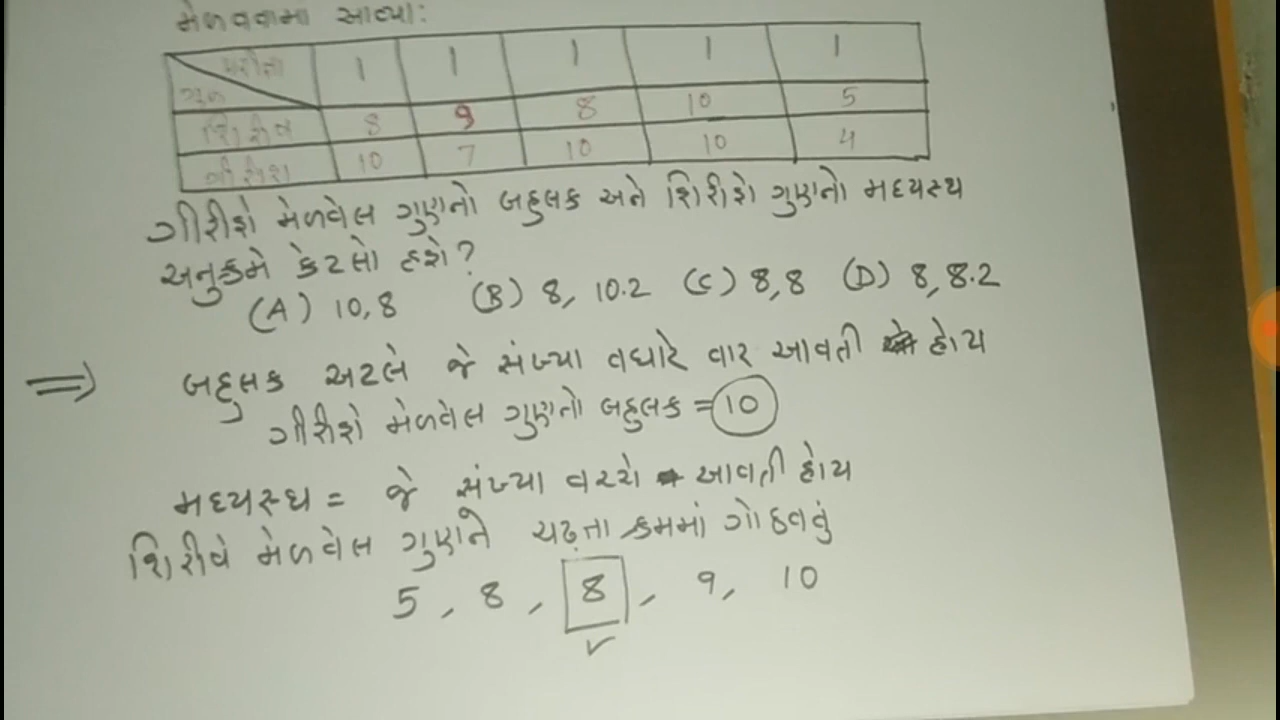 મેળવવામા આવ્યા:
પરીક્ષા 1 1 1 1 1
ગુણ
શિરીષ 8 9 8 10 5
ગીરીશ 10 7 10 10 4
ગીરીશે મેળવેલ ગુણનો બહુલક અને શિરીશે ગુણનો મધ્યસ્થ
અનુક્રમે કેટલો હશે?
(A) 10,8 (B) 8, 10.2 (C) 8,8 (D) 8, 8.2
⇒ બહુલક અટલે જે સંખ્યા વધારે વાર આવતી હોય
ગીરીશે મેળવેલ ગુણનો બહુલક = 10
મધ્યસ્થ = જે સંખ્યા વચ્ચે આવતી હોય
શિરીષે મેળવેલ ગુણને ચઢતા ક્રમમાં ગોઠવવું
5, 8, 8, 9, 10